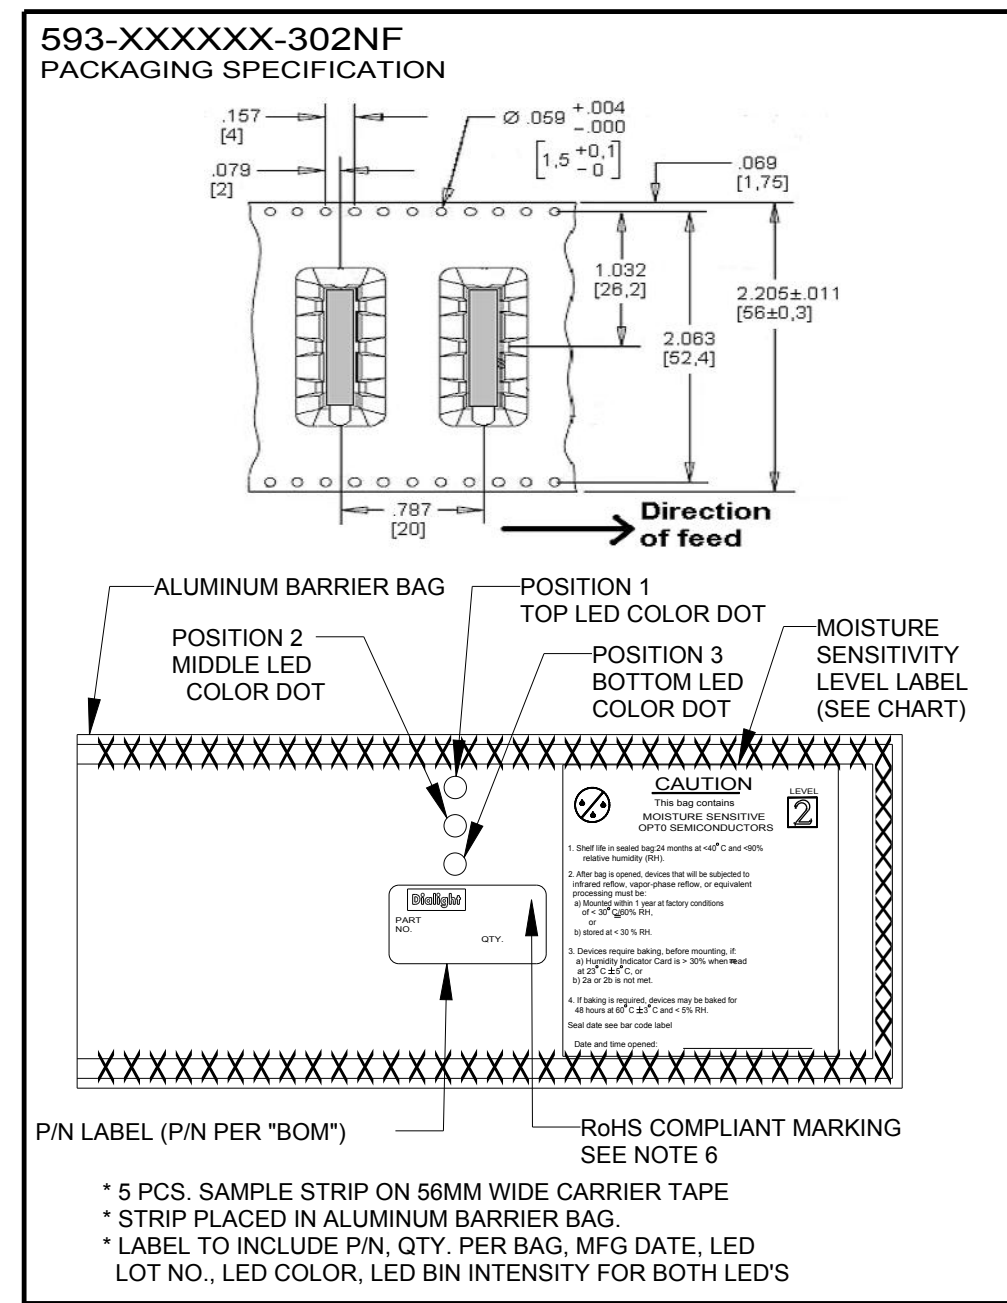 593-XXXXXX-302NF
PACKAGING SPECIFICATION
.157
[4]
Ø .059 +.004
-.000
[1,5 +0,1
- 0]
.079
[2]
.069
[1,75]
1.032
[26,2]
2.205±.011
[56±0,3]
2.063
[52,4]
.787
[20]
Direction
of feed
ALUMINUM BARRIER BAG
POSITION 1
TOP LED COLOR DOT
POSITION 2
MIDDLE LED
COLOR DOT
POSITION 3
BOTTOM LED
COLOR DOT
MOISTURE
SENSITIVITY
LEVEL LABEL
(SEE CHART)
CAUTION
This bag contains
MOISTURE SENSITIVE
OPT0 SEMICONDUCTORS
LEVEL
2
1. Shelf life in sealed bag:24 months at <40°C and <90%
relative humidity (RH).
2. After bag is opened, devices that will be subjected to
infrared reflow, vapor-phase reflow, or equivalent
processing must be:
a) Mounted within 1 year at factory conditions
of < 30°C/60% RH,
or
b) stored at < 30 % RH.
3. Devices require baking, before mounting, if:
a) Humidity Indicator Card is > 30% when read
at 23°C ±5°C, or
b) 2a or 2b is not met.
4. If baking is required, devices may be baked for
48 hours at 60°C ±3°C and < 5% RH.
Seal date see bar code label
Date and time opened:
Dialight
PART
NO.
QTY.
P/N LABEL (P/N PER "BOM")
RoHS COMPLIANT MARKING
SEE NOTE 6
* 5 PCS. SAMPLE STRIP ON 56MM WIDE CARRIER TAPE
* STRIP PLACED IN ALUMINUM BARRIER BAG.
* LABEL TO INCLUDE P/N, QTY. PER BAG, MFG DATE, LED
LOT NO., LED COLOR, LED BIN INTENSITY FOR BOTH LED'S